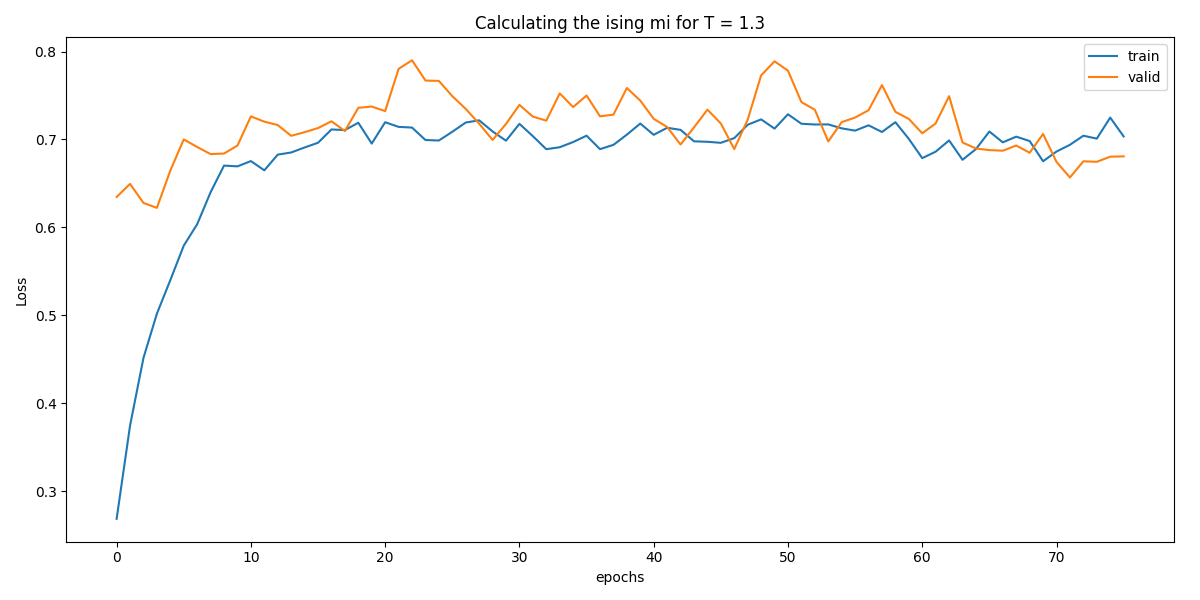 Calculating the ising mi for T = 1.3
train
valid
Loss
0.8
0.7
0.6
0.5
0.4
0.3
0 10 20 30 40 50 60 70
epochs